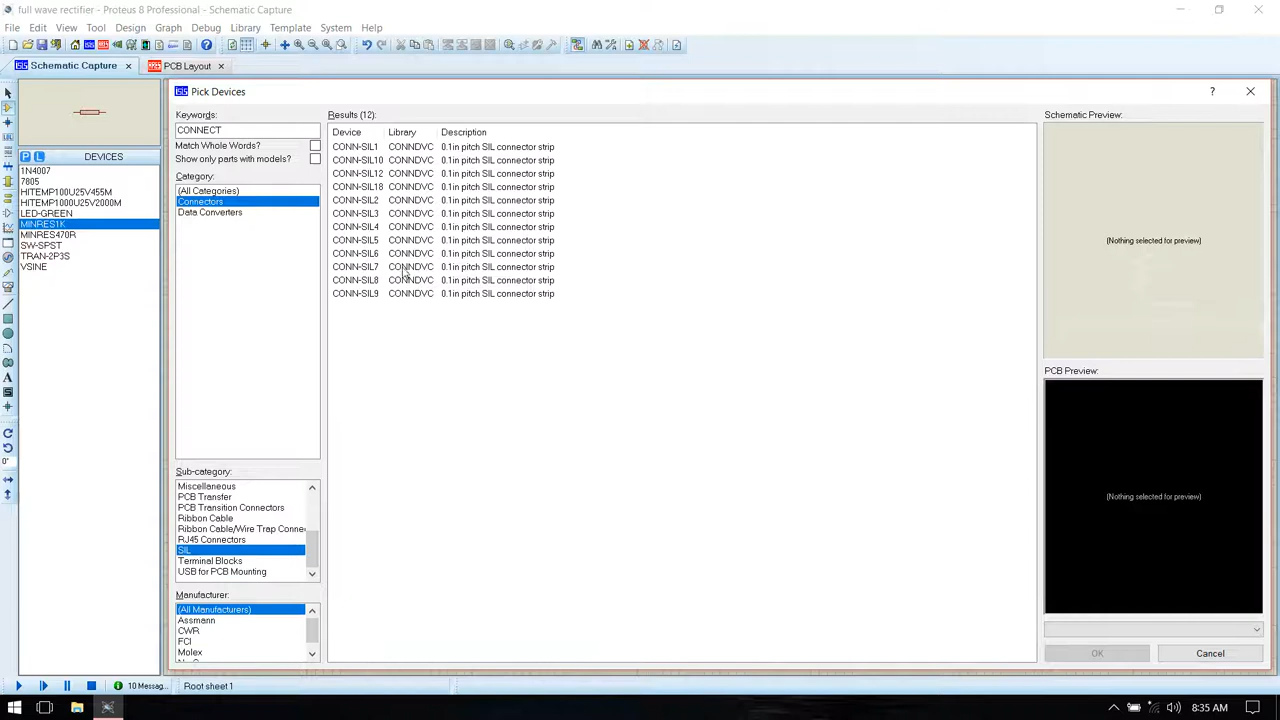 full wave rectifier - Proteus 8 Professional - Schematic Capture
File Edit View Tool Design Graph Debug Library Template System Help
Schematic Capture PCB Layout
Pick Devices
Keywords:
CONNECT
Match Whole Words?
Show only parts with models?
Category:
(All Categories)
Connectors
Data Converters
Sub-category:
Miscellaneous
PCB Transfer
PCB Transition Connectors
Ribbon Cable
Ribbon Cable/Wire Trap Conne
RJ45 Connectors
SIL
Terminal Blocks
USB for PCB Mounting
Manufacturer:
(All Manufacturers)
Assmann
CWR
FCI
Molex
P L DEVICES
1N4007
7805
HITEMP100U25V455M
HITEMP1000U25V2000M
LED-GREEN
MINRES1K
MINRES470R
SW-SPST
TRAN-2P3S
VSINE
Results (12):
Device Library Description
CONN-SIL1 CONNDVC 0.1in pitch SIL connector strip
CONN-SIL10 CONNDVC 0.1in pitch SIL connector strip
CONN-SIL12 CONNDVC 0.1in pitch SIL connector strip
CONN-SIL18 CONNDVC 0.1in pitch SIL connector strip
CONN-SIL2 CONNDVC 0.1in pitch SIL connector strip
CONN-SIL3 CONNDVC 0.1in pitch SIL connector strip
CONN-SIL4 CONNDVC 0.1in pitch SIL connector strip
CONN-SIL5 CONNDVC 0.1in pitch SIL connector strip
CONN-SIL6 CONNDVC 0.1in pitch SIL connector strip
CONN-SIL7 CONNDVC 0.1in pitch SIL connector strip
CONN-SIL8 CONNDVC 0.1in pitch SIL connector strip
CONN-SIL9 CONNDVC 0.1in pitch SIL connector strip
Schematic Preview:
(Nothing selected for preview)
PCB Preview:
(Nothing selected for preview)
OK Cancel
10 Messag... Root sheet 1
8:35 AM